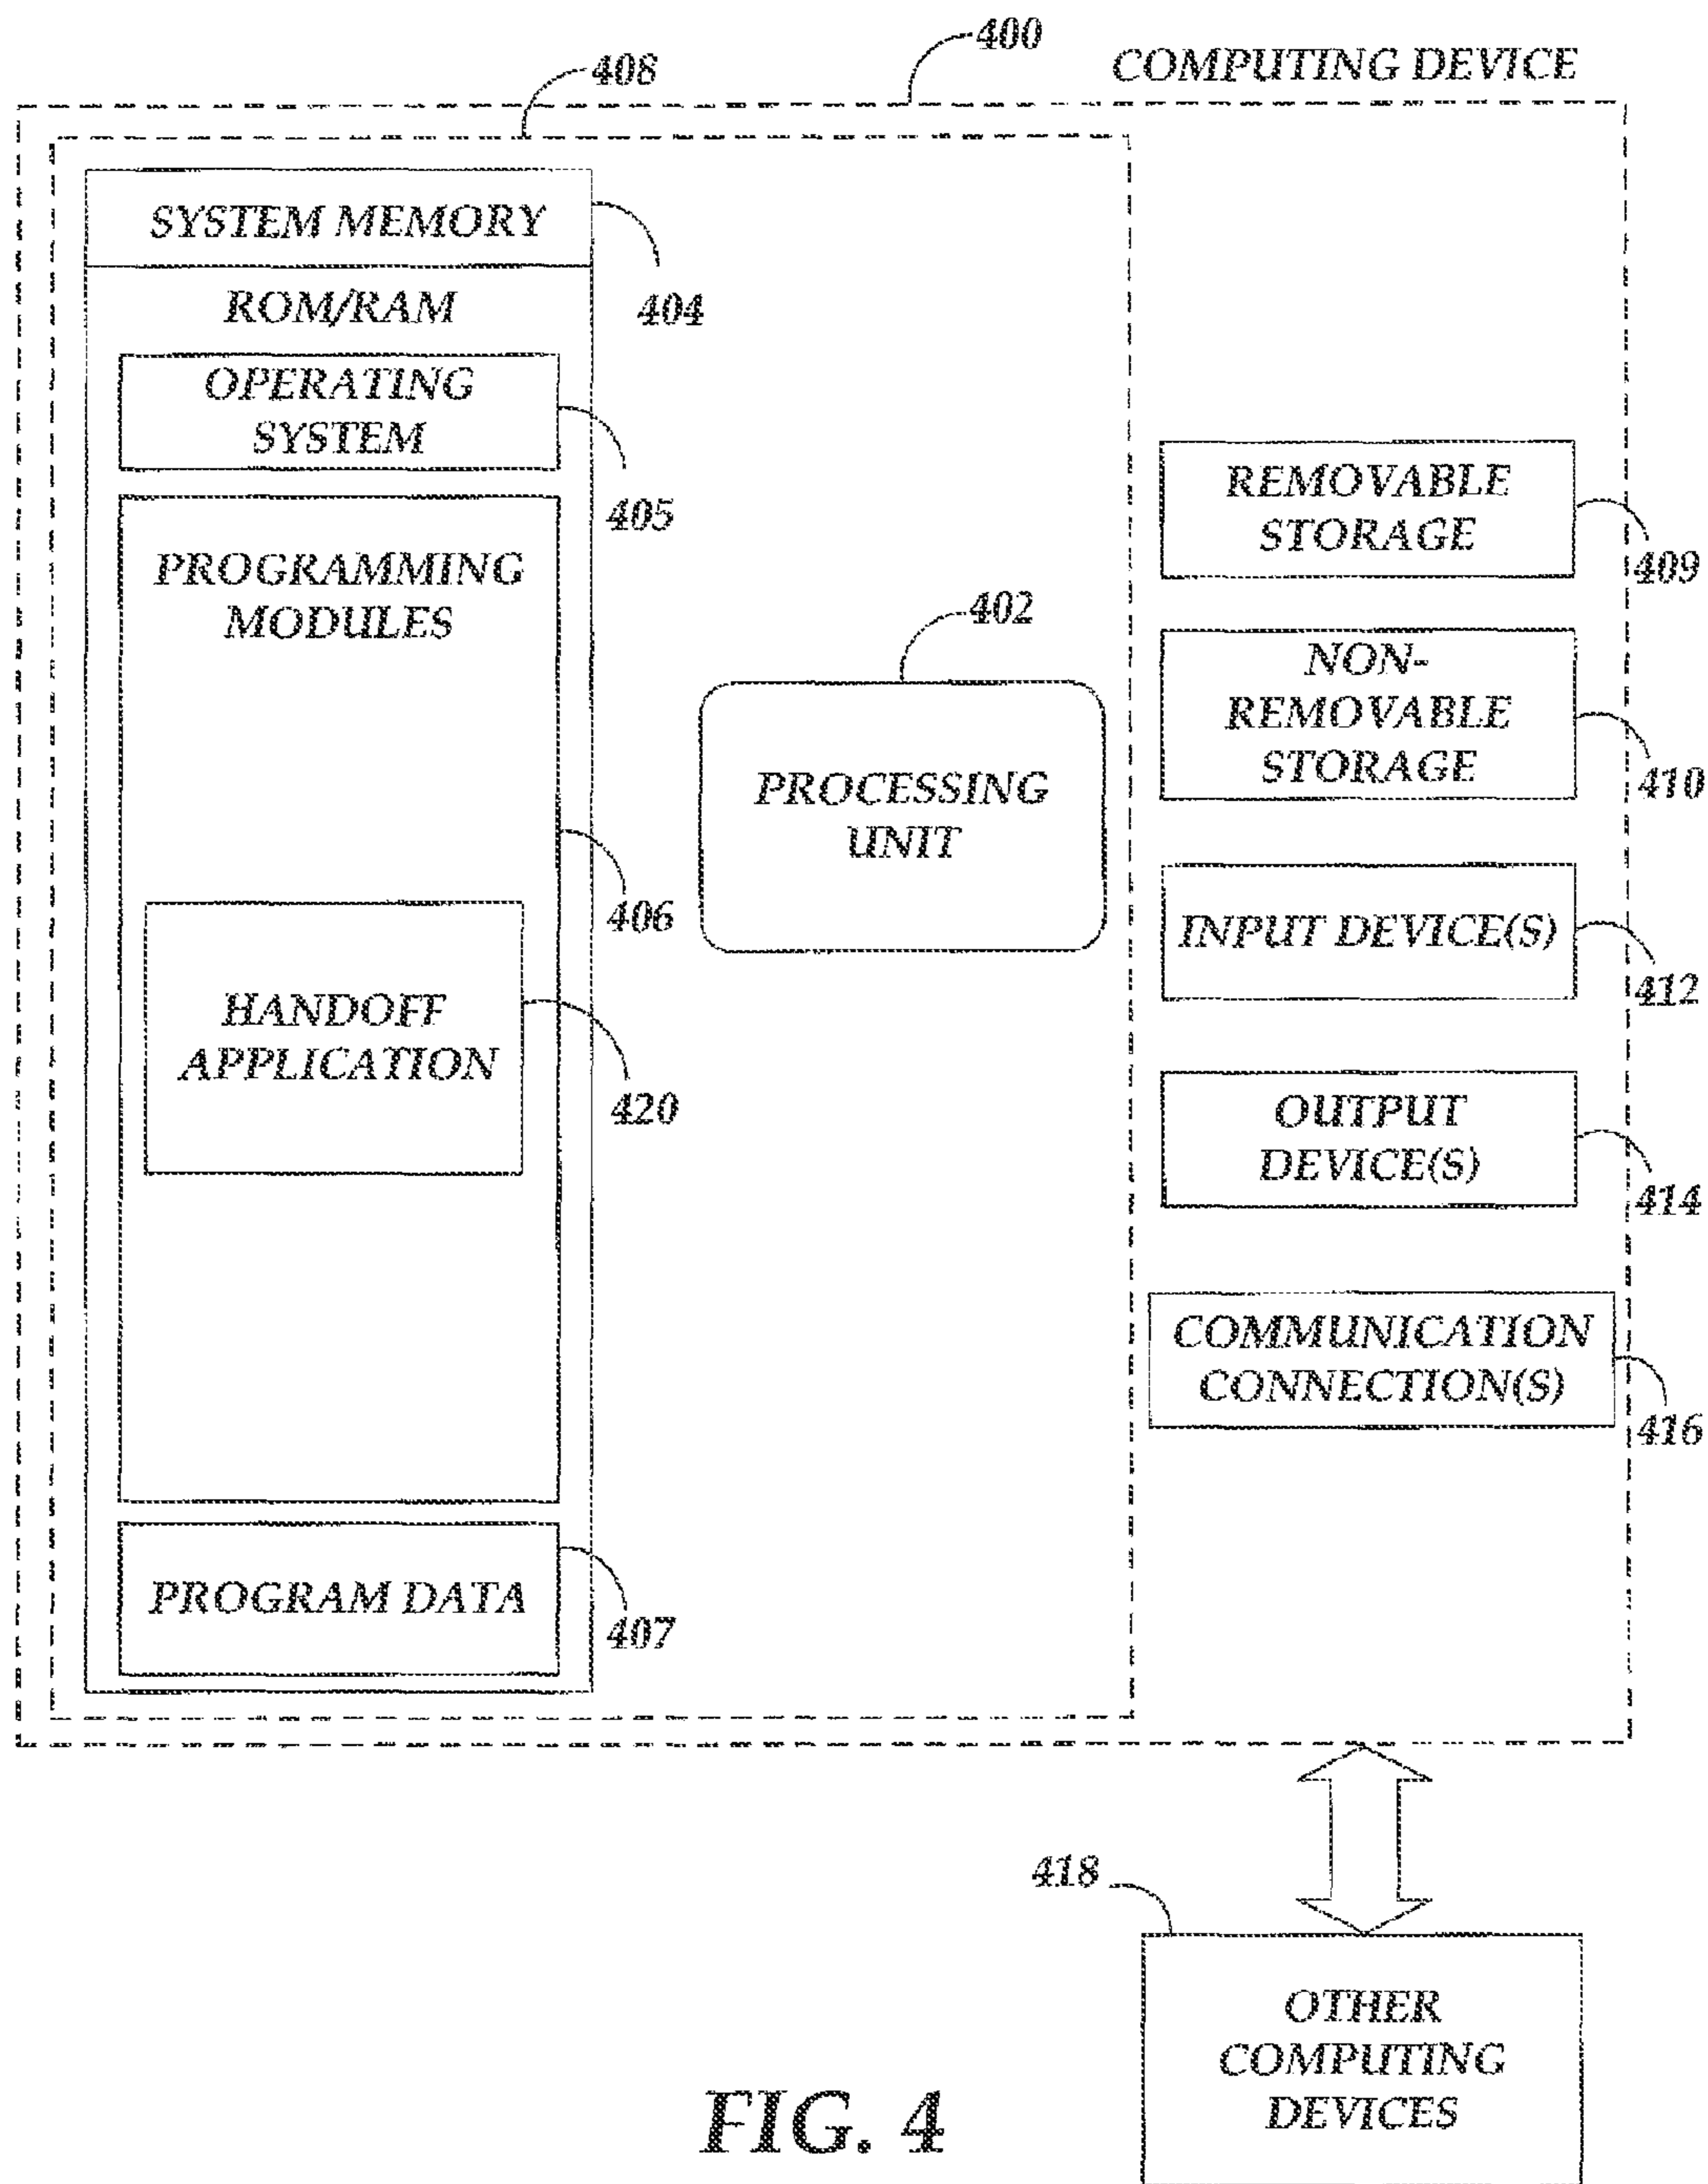 400
COMPUTING DEVICE
408
SYSTEM MEMORY
404
ROM/RAM
OPERATING
SYSTEM
405
PROGRAMMING
MODULES
406
HANDOFF
APPLICATION
420
PROGRAM DATA
407
402
PROCESSING
UNIT
REMOVABLE
STORAGE
409
NON-
REMOVABLE
STORAGE
410
INPUT DEVICE(S)
412
OUTPUT
DEVICE(S)
414
COMMUNICATION
CONNECTION(S)
416
418
OTHER
COMPUTING
DEVICES
FIG. 4